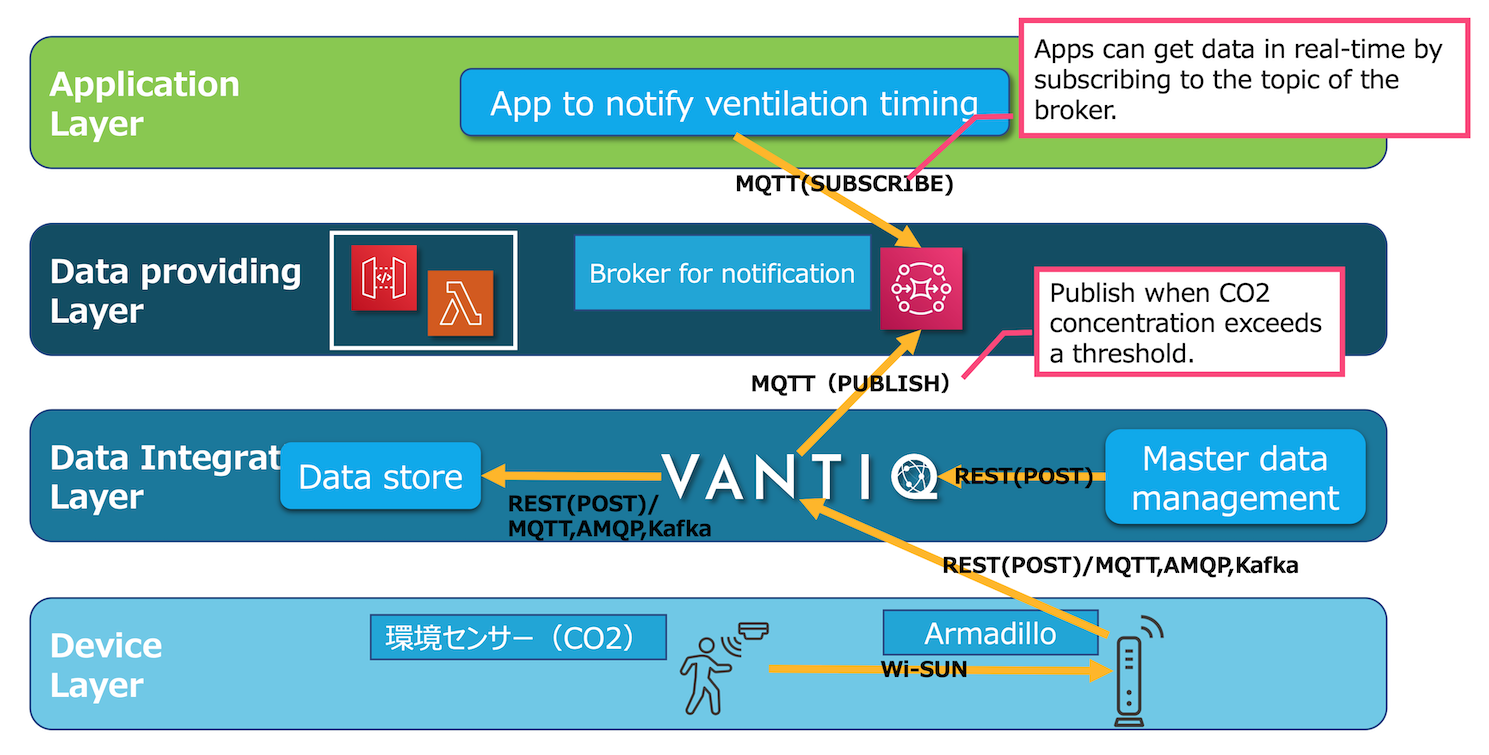 Application
Layer
App to notify ventilation timing
Apps can get data in real-time by
subscribing to the topic of the
broker.
MQTT(SUBSCRIBE)
Data providing
Layer
</>
Broker for notification
Publish when CO2
concentration exceeds
a threshold.
MQTT（PUBLISH）
Data Integrat
Layer
Data store
VANTIQ
REST(POST)
Master data
management
REST(POST)/
MQTT,AMQP,Kafka
REST(POST)/MQTT,AMQP,Kafka
Device
Layer
環境センサー（CO2）
Armadillo
Wi-SUN